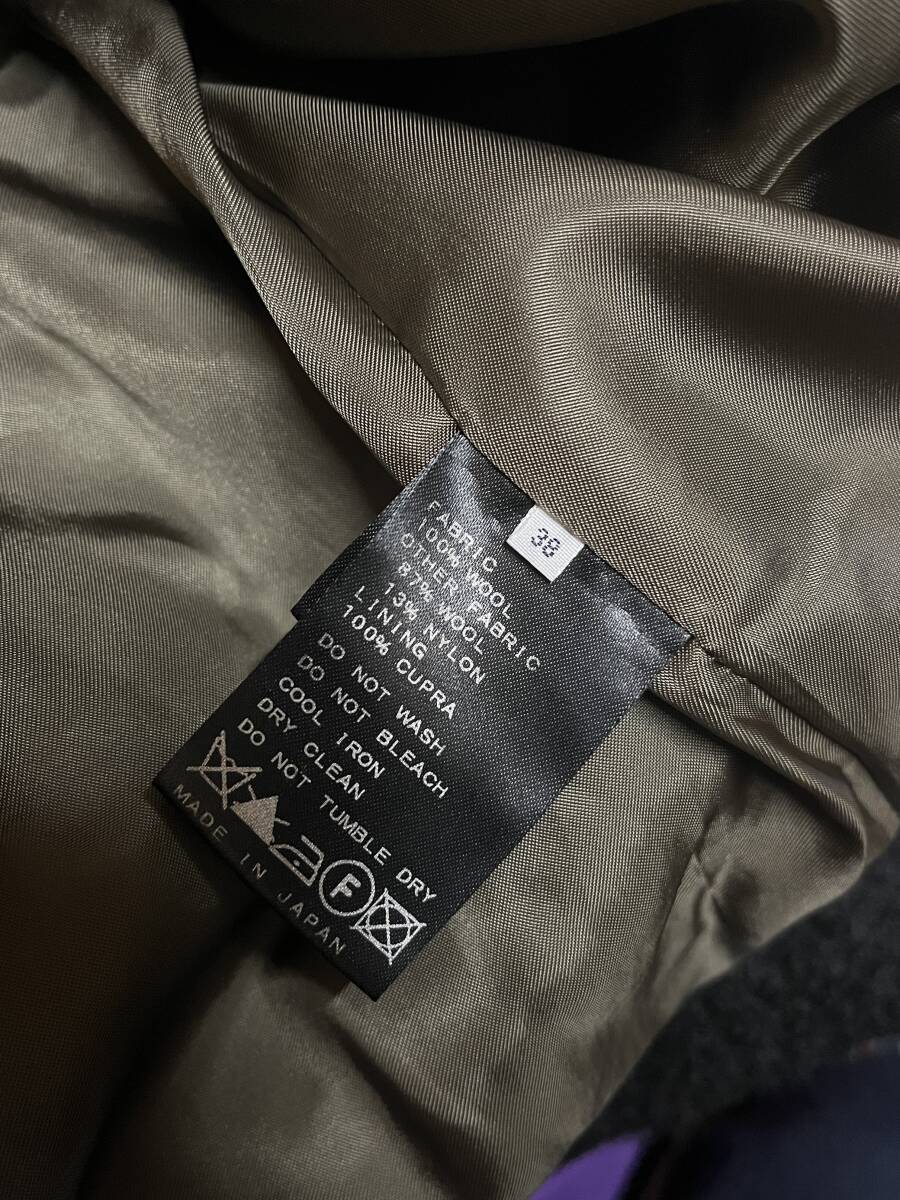 38
FABRIC
100% WOOL
OTHER FABRIC
87% WOOL
13% NYLON
LINING
100% CUPRA
DO NOT WASH
DO NOT BLEACH
COOL IRON
DRY CLEAN
DO NOT TUMBLE DRY
F
MADE IN JAPAN